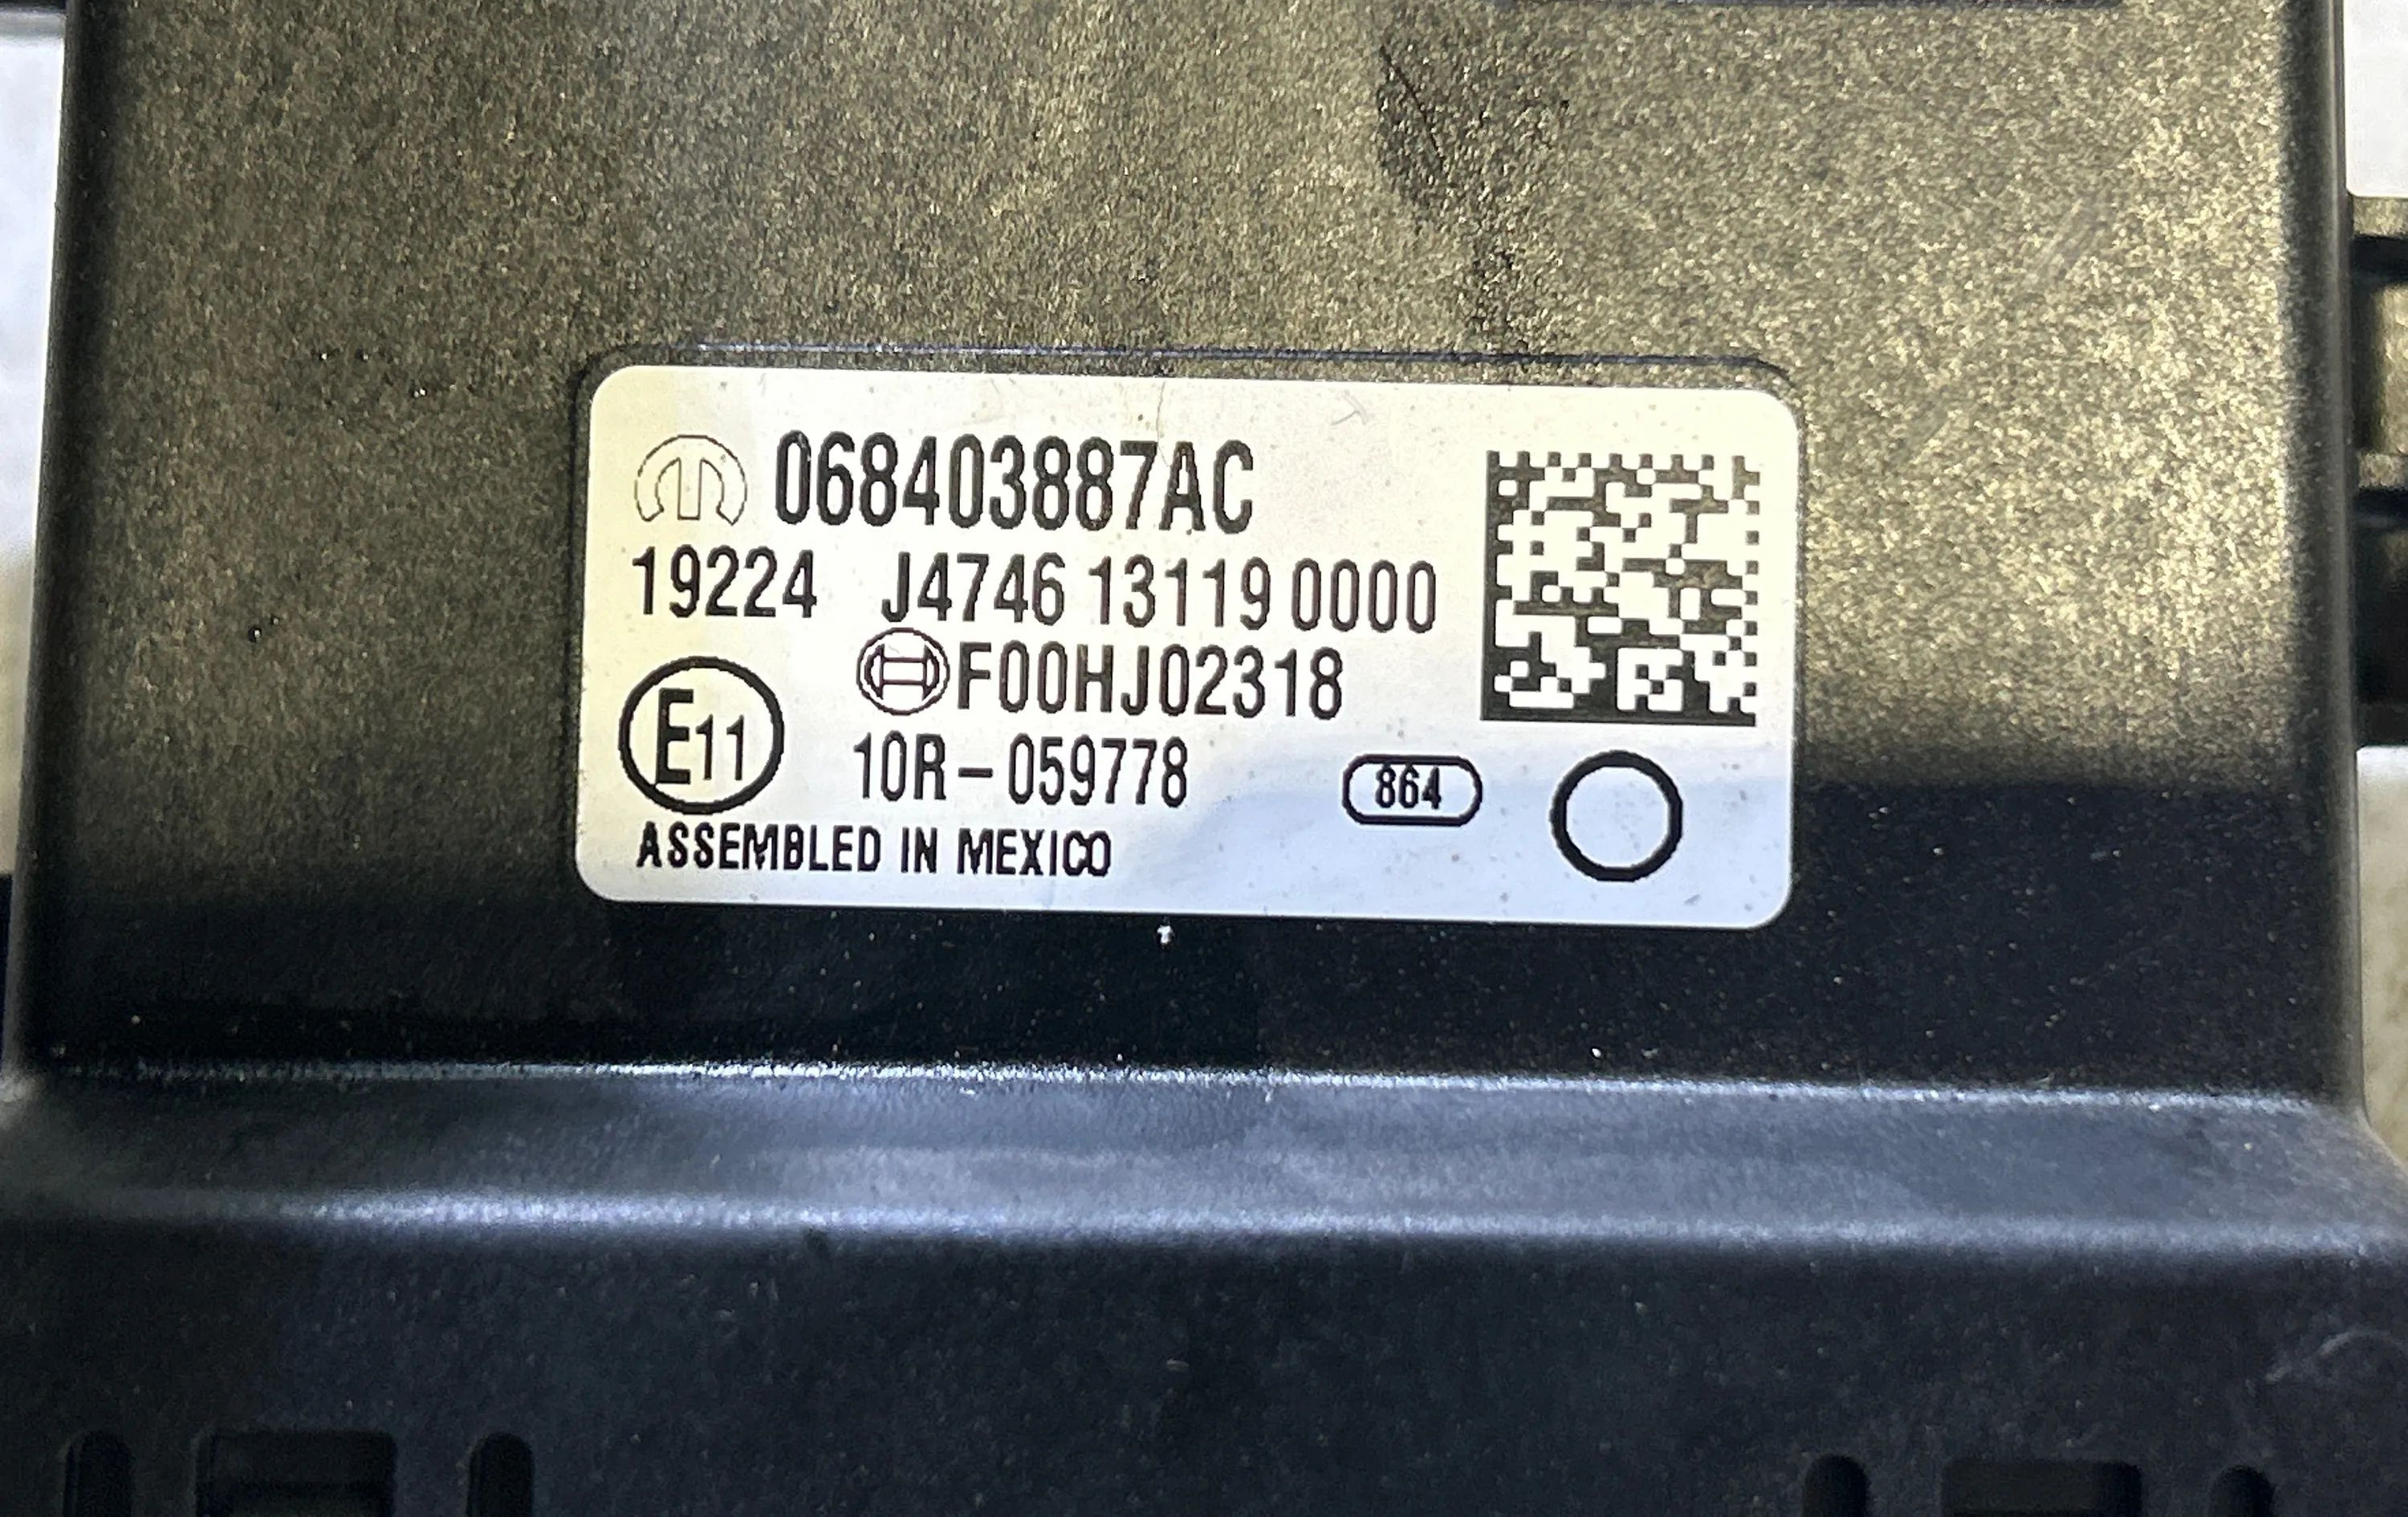 068403887AC
19224 J4746 13119 0000
F00HJ02318
E11
10R-059778
864
ASSEMBLED IN MEXICO